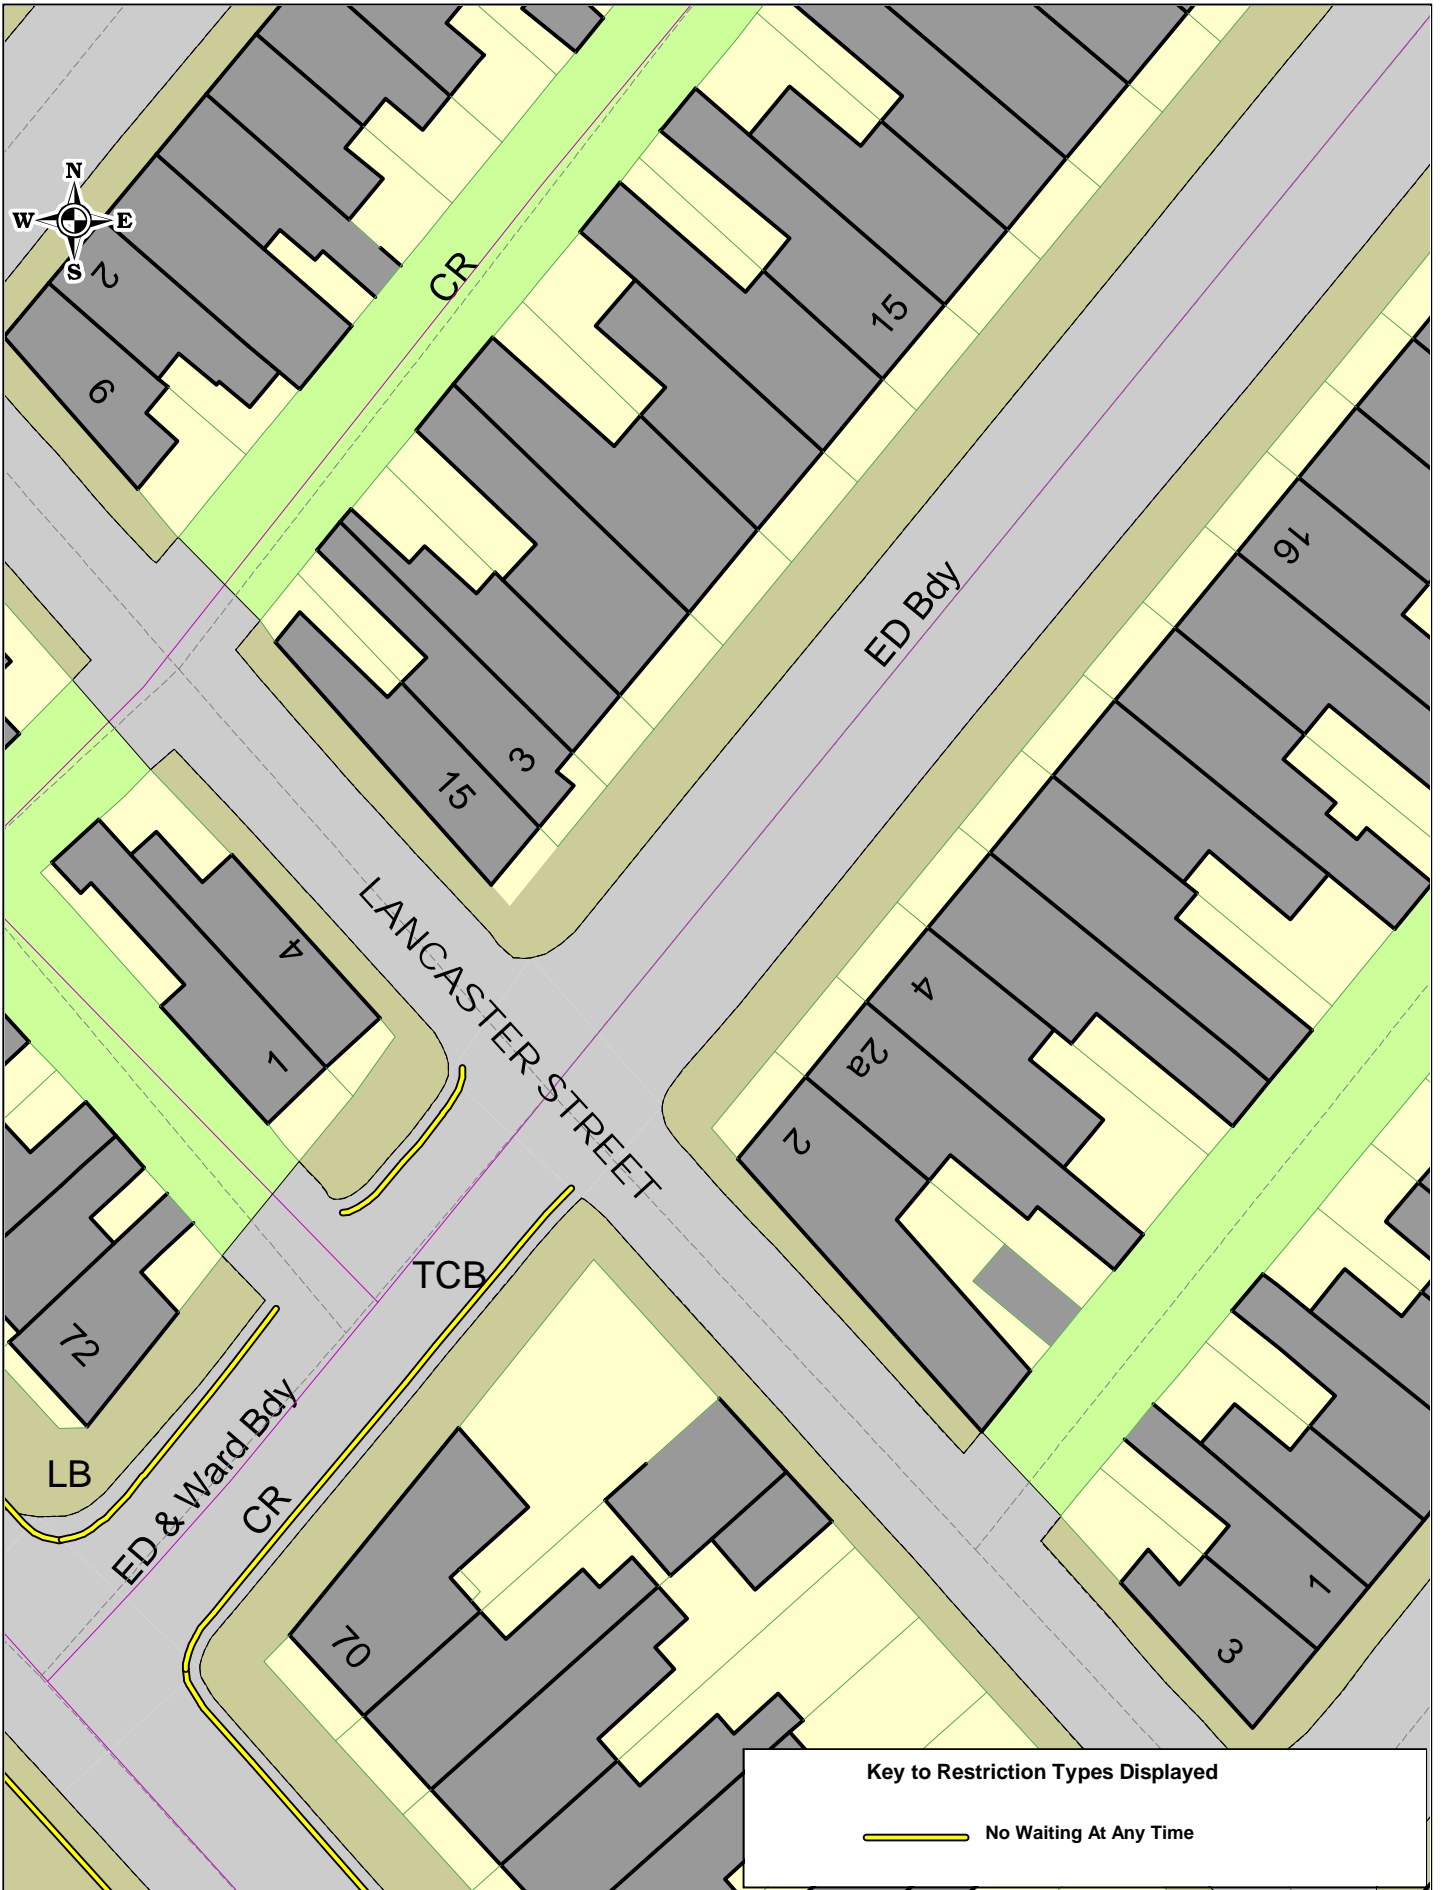 N
W E
S
2
6
CR
15
16
ED Bdy
3
15
LANCASTER STREET
4
1
4
2a
2
TCB
72
LB
ED & Ward Bdy
CR
70
1
3
Key to Restriction Types Displayed
No Waiting At Any Time